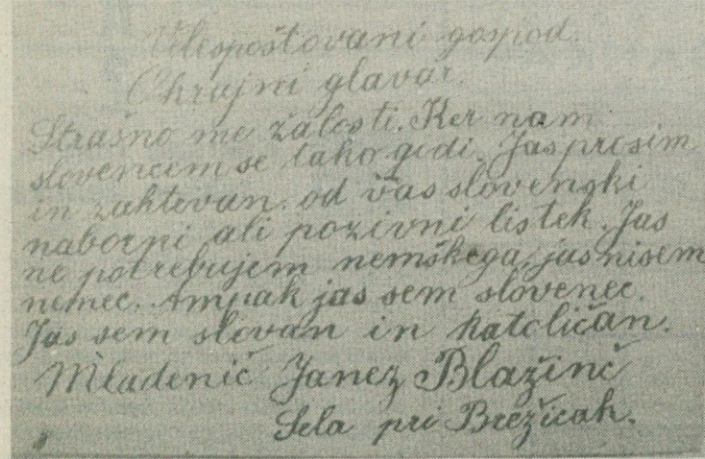 Velespoštovani gospod.
Okrajni glavar.
Strašno me žalosti. Ker nam
slovencem se tako godi. Jas prosim
in zahtevan. od vas slovenski
naborni ali pozivni listek. Jas
ne potrebujem nemškega, jas nisem
nemec. Ampak jas sem slovenec.
Jas sem slovan in katoličan.
Mladenič Janez Blažinč
Sela pri Brežicah.